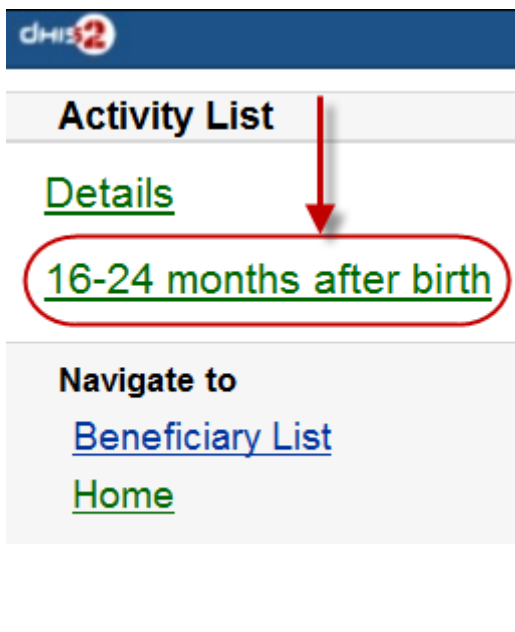 dHIS2
Activity List
Details
16-24 months after birth
Navigate to
Beneficiary List
Home